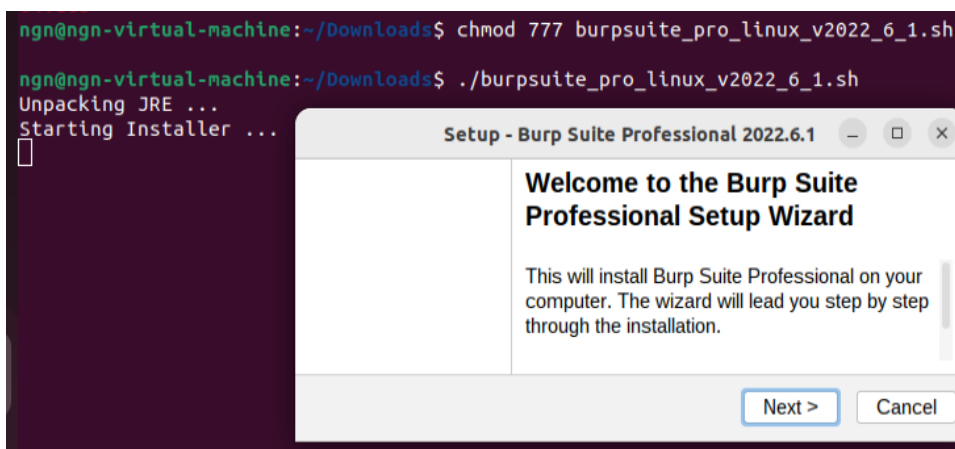 ngn@ngn-virtual-machine:~/Downloads$ chmod 777 burpsuite_pro_linux_v2022_6_1.sh
ngn@ngn-virtual-machine:~/Downloads$ ./burpsuite_pro_linux_v2022_6_1.sh
Unpacking JRE ...
Starting Installer ...
Setup - Burp Suite Professional 2022.6.1
Welcome to the Burp Suite
Professional Setup Wizard
This will install Burp Suite Professional on your
computer. The wizard will lead you step by step
through the installation.
Next >
Cancel